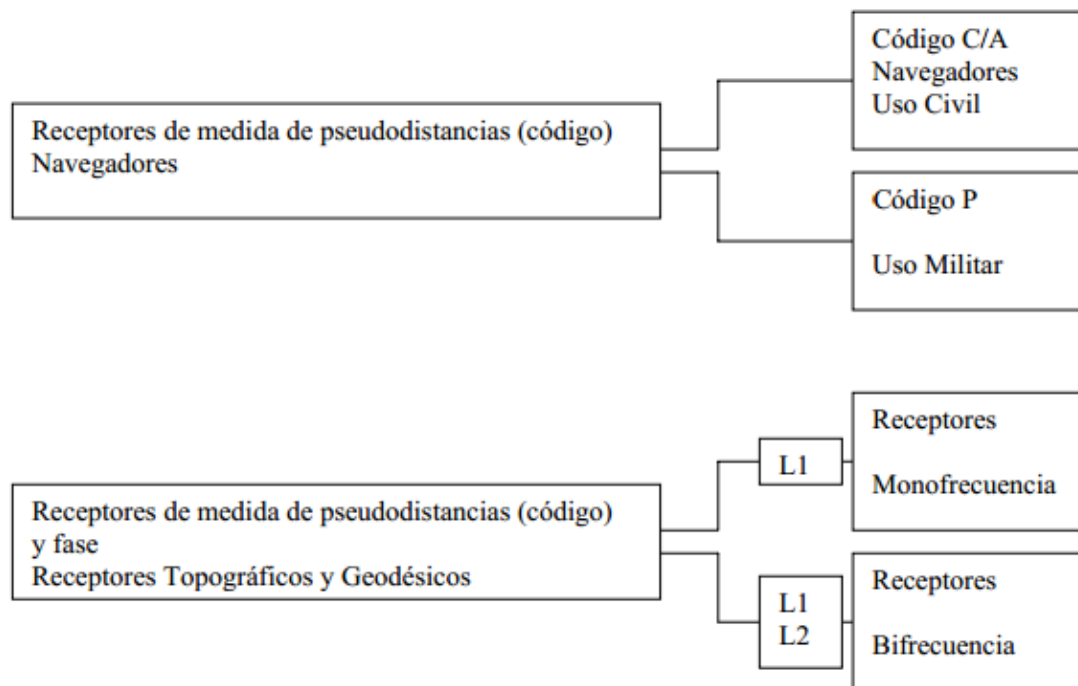 Receptores de medida de pseudodistancias (código)
Navegadores
Código C/A
Navegadores
Uso Civil
Código P
Uso Militar
Receptores de medida de pseudodistancias (código)
y fase
Receptores Topográficos y Geodésicos
L1
Receptores
Monofrecuencia
L1
L2
Receptores
Bifrecuencia